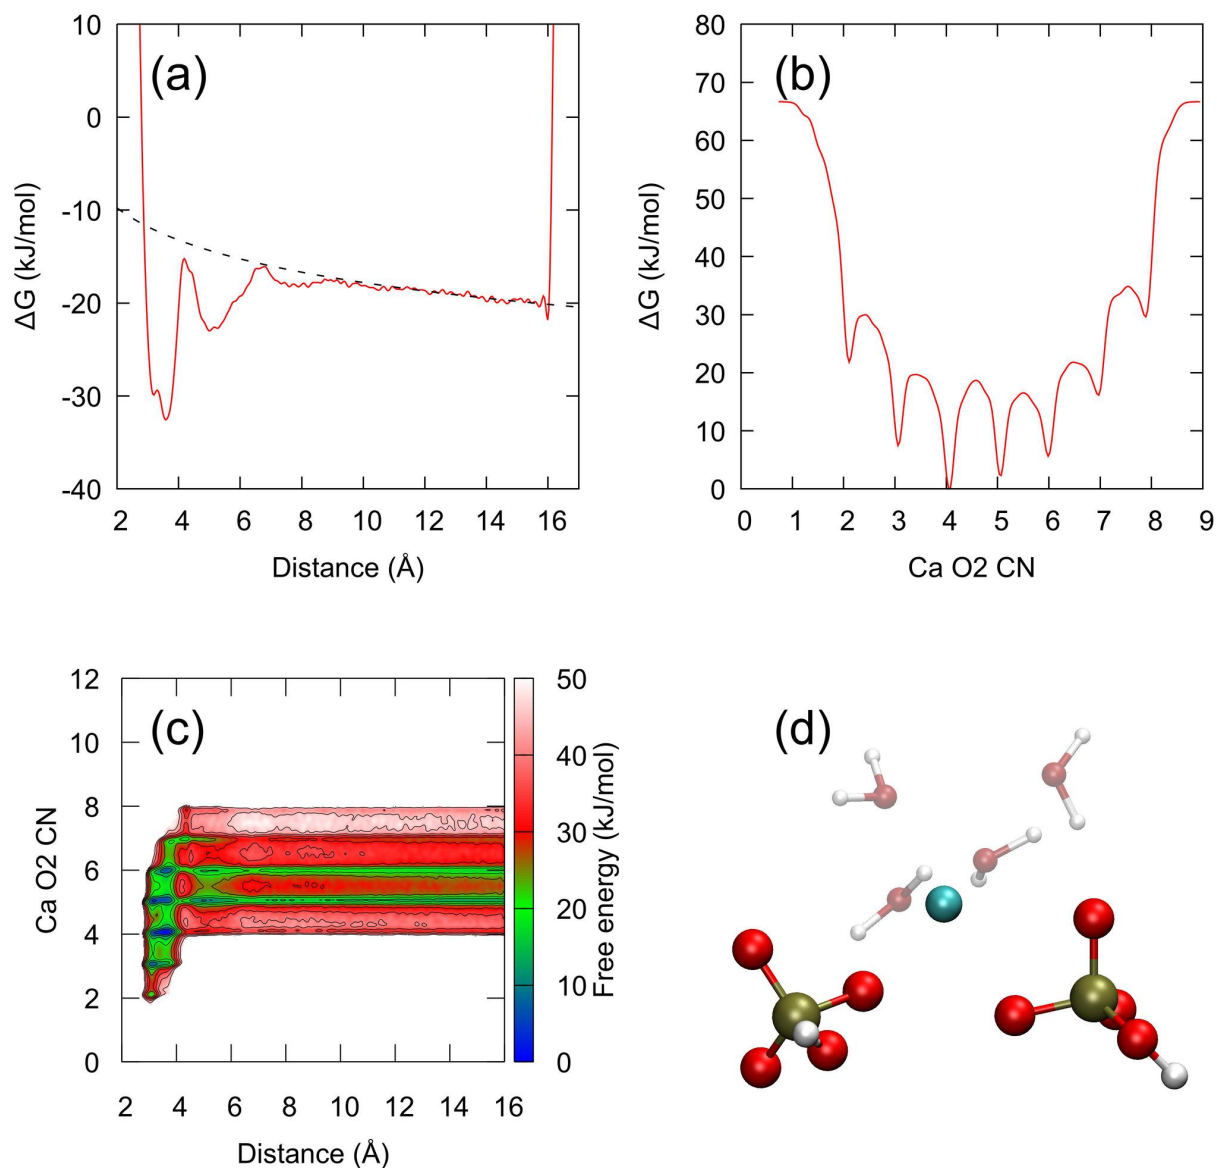 (a)
10
0
-10
-20
-30
-40
ΔG (kJ/mol)
2 4 6 8 10 12 14 16
Distance (Å)
(b)
80
70
60
50
40
30
20
10
0
ΔG (kJ/mol)
0 1 2 3 4 5 6 7 8 9
Ca O2 CN
(c)
12
10
8
6
4
2
0
Ca O2 CN
2 4 6 8 10 12 14 16
Distance (Å)
50
40
30
20
10
0
Free energy (kJ/mol)
(d)